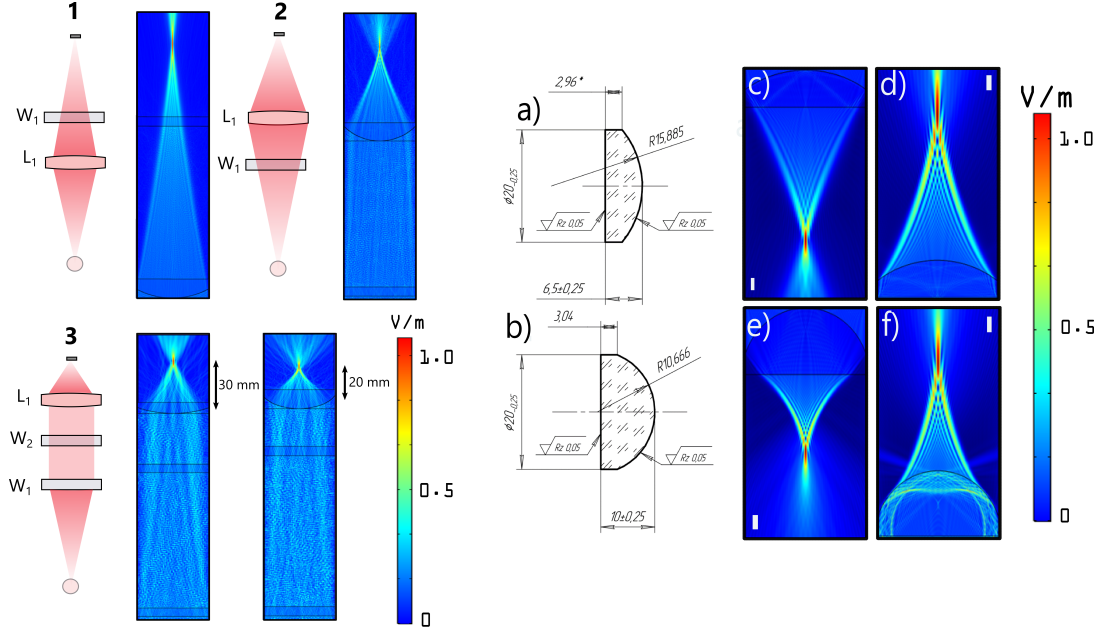 1
W1
L1
2
L1
W1
3
L1
W2
W1
30 mm
20 mm
V/m
1.0
0.5
0
a)
2,96*
R15,885
⌀20-0,25
Rz 0,05
Rz 0,05
6,5±0,25
b)
3,04
R10,666
⌀20-0,25
Rz 0,05
Rz 0,05
10±0,25
c)
d)
e)
f)
V/m
1.0
0.5
0